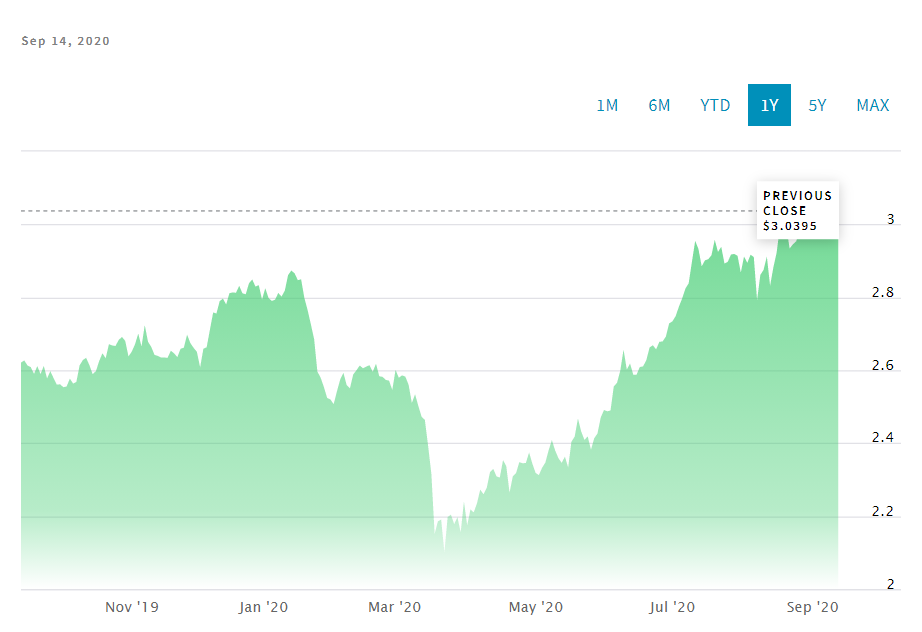 Sep 14, 2020
1M 6M YTD 1Y 5Y MAX
PREVIOUS
CLOSE
$3.0395
3
2.8
2.6
2.4
2.2
2
Nov '19 Jan '20 Mar '20 May '20 Jul '20 Sep '20